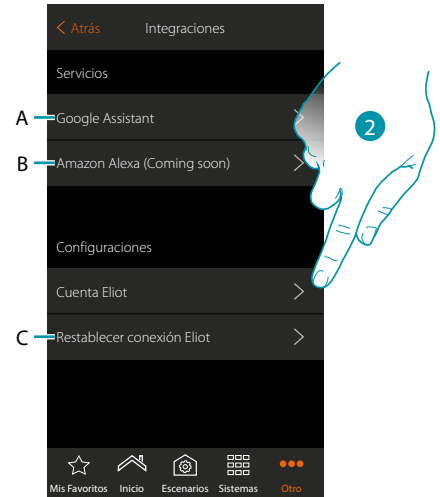 Atrás Integraciones
Servicios
A Google Assistant
2
B Amazon Alexa (Coming soon)
Configuraciones
Cuenta Eliot
C Restablecer conexión Eliot
Mis Favoritos Inicio Escenarios Sistemas Otro